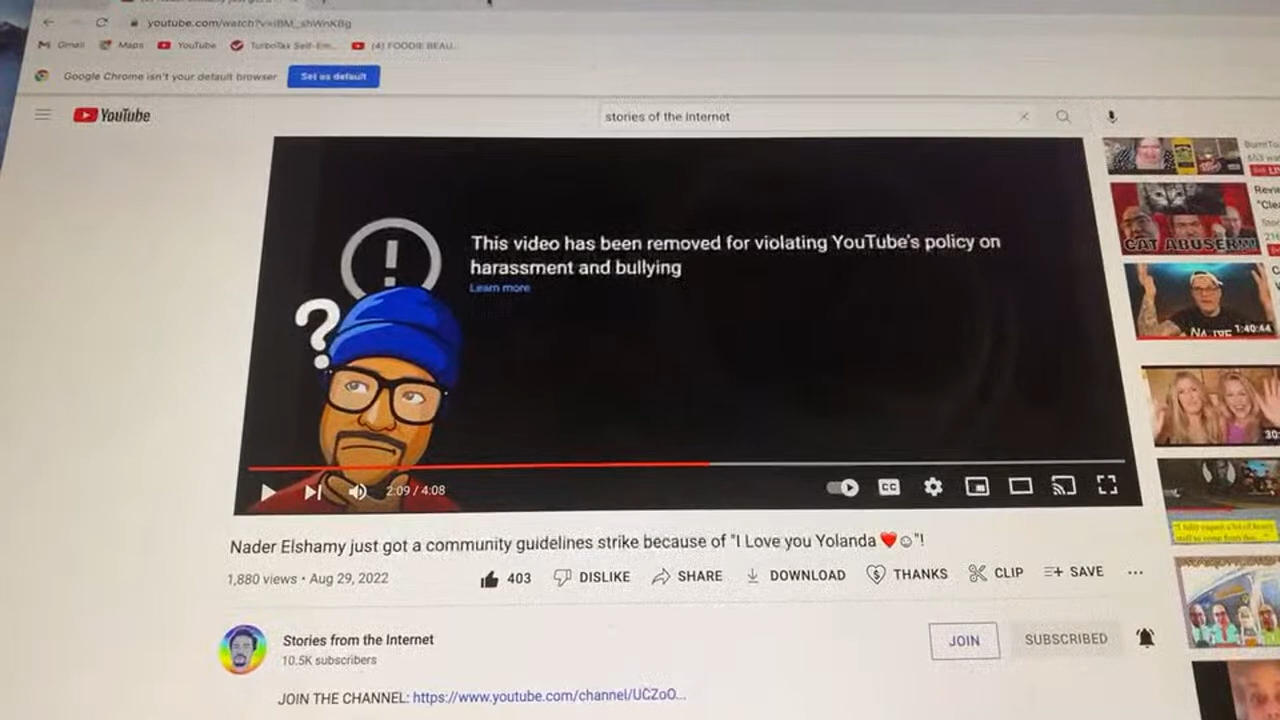 youtube.com/watch?v=
Gmail Maps YouTube TurboTax Self-Em... (4) FOODIE BEAU...
Google Chrome isn't your default browser Set as default
YouTube
stories of the internet
This video has been removed for violating YouTube's policy on
harassment and bullying
Learn more
?
2:09 / 4:08
CC
CAT ABUSER!!!
1:40:44
30:
Nader Elshamy just got a community guidelines strike because of "I Love you Yolanda ❤️☺"!
1,880 views • Aug 29, 2022
403 DISLIKE SHARE DOWNLOAD THANKS CLIP SAVE ...
Stories from the Internet
10.5K subscribers
JOIN SUBSCRIBED
JOIN THE CHANNEL: https://www.youtube.com/channel/UCZoO...